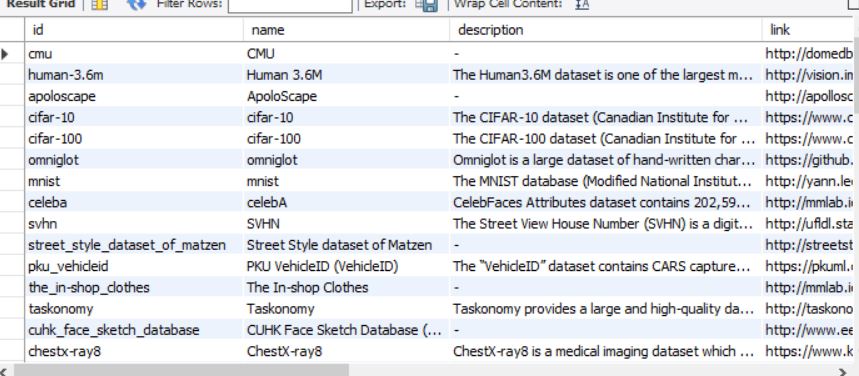 Result Grid Filter Rows: Export: Wrap Cell Content: IA
id name description link
cmu CMU - http://domedb
human-3.6m Human 3.6M The Human3.6M dataset is one of the largest m... http://vision.im
apoloscape ApoloScape - http://apollosc
cifar-10 cifar-10 The CIFAR-10 dataset (Canadian Institute for ... https://www.c
cifar-100 cifar-100 The CIFAR-100 dataset (Canadian Institute for ... https://www.c
omniglot omniglot Omniglot is a large dataset of hand-written char... https://github.
mnist mnist The MNIST database (Modified National Institut... http://yann.le
celeba celebA CelebFaces Attributes dataset contains 202,59... http://mmlab.i
svhn SVHN The Street View House Number (SVHN) is a digit... http://ufldl.sta
street_style_dataset_of_matzen Street Style dataset of Matzen - http://streetst
pku_vehicleid PKU VehicleID (VehicleID) The “VehicleID” dataset contains CARS capture... https://pkuml.
the_in-shop_clothes The In-shop Clothes - http://mmlab.i
taskonomy Taskonomy Taskonomy provides a large and high-quality da... http://taskono
cuhk_face_sketch_database CUHK Face Sketch Database (... - http://www.ee
chestx-ray8 ChestX-ray8 ChestX-ray8 is a medical imaging dataset which ... https://www.k